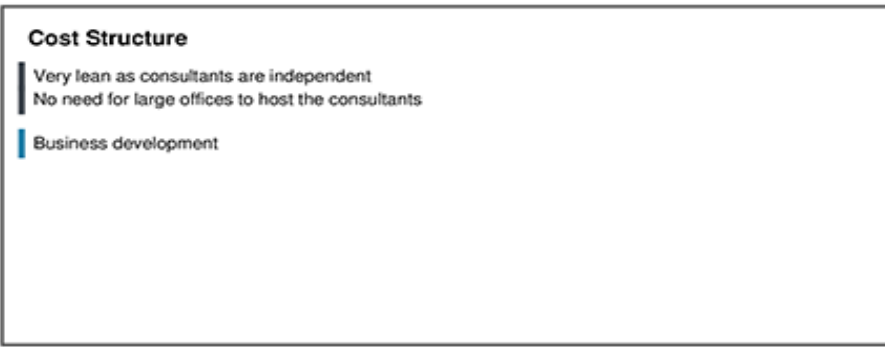 Cost Structure
Very lean as consultants are independent
No need for large offices to host the consultants
Business development